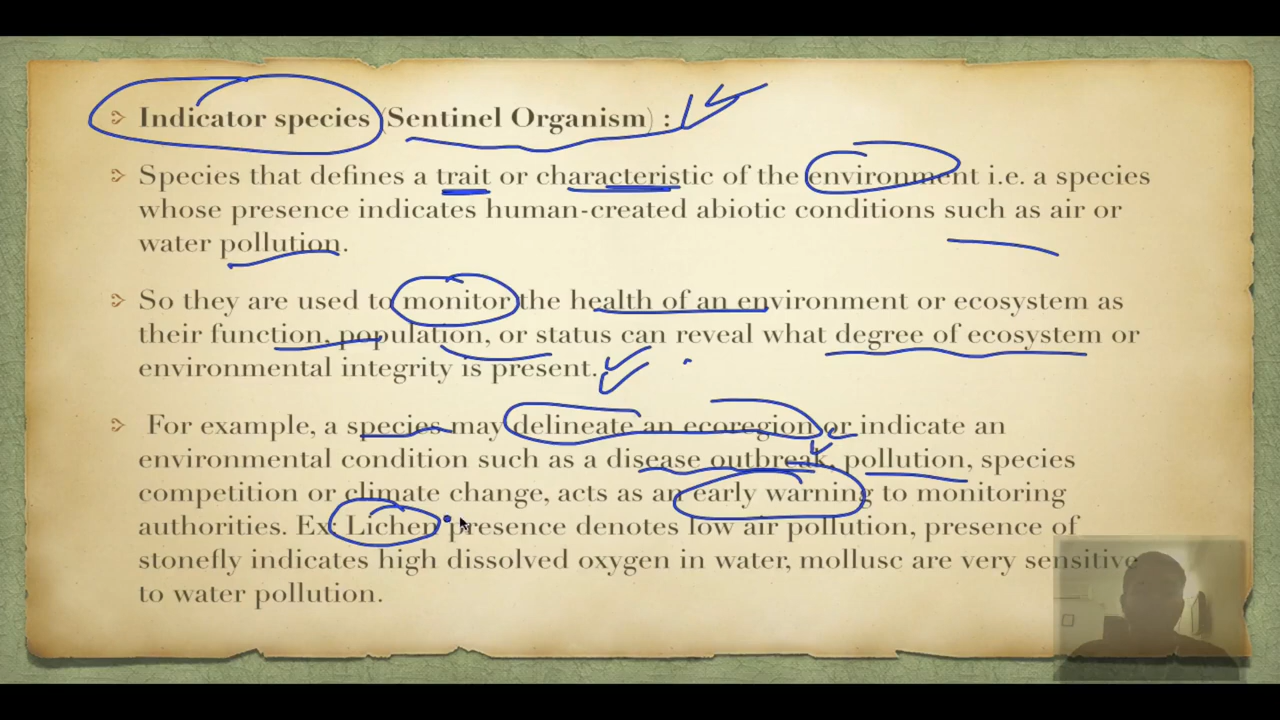 Indicator species (Sentinel Organism) :
Species that defines a trait or characteristic of the environment i.e. a species
whose presence indicates human-created abiotic conditions such as air or
water pollution.
So they are used to monitor the health of an environment or ecosystem as
their function, population, or status can reveal what degree of ecosystem or
environmental integrity is present.
For example, a species may delineate an ecoregion or indicate an
environmental condition such as a disease outbreak, pollution, species
competition or climate change, acts as an early warning to monitoring
authorities. Ex: Lichen presence denotes low air pollution, presence of
stonefly indicates high dissolved oxygen in water, mollusc are very sensitive
to water pollution.